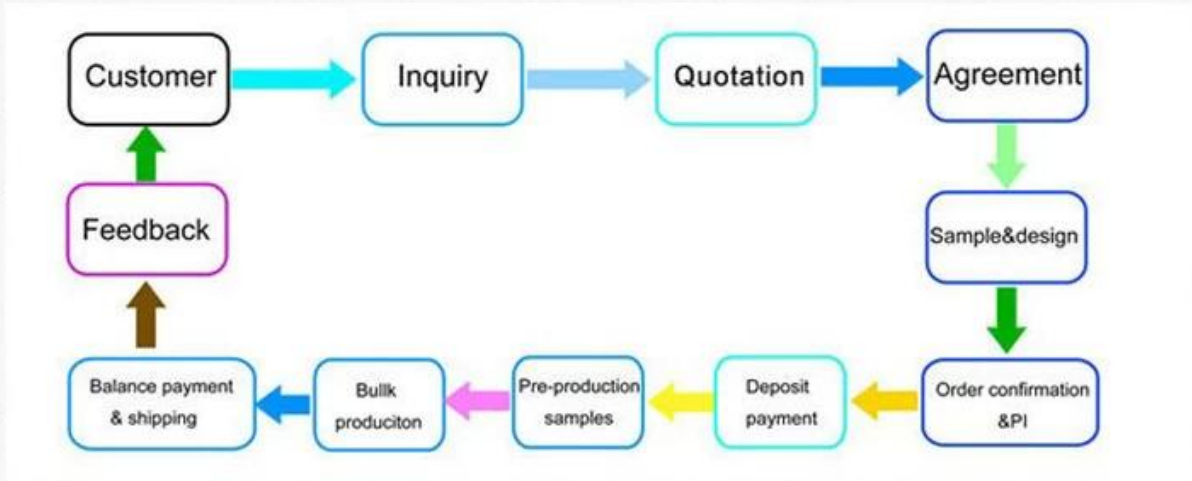 Customer
Inquiry
Quotation
Agreement
Sample&design
Order confirmation
&PI
Deposit
payment
Pre-production
samples
Bullk
produciton
Balance payment
& shipping
Feedback